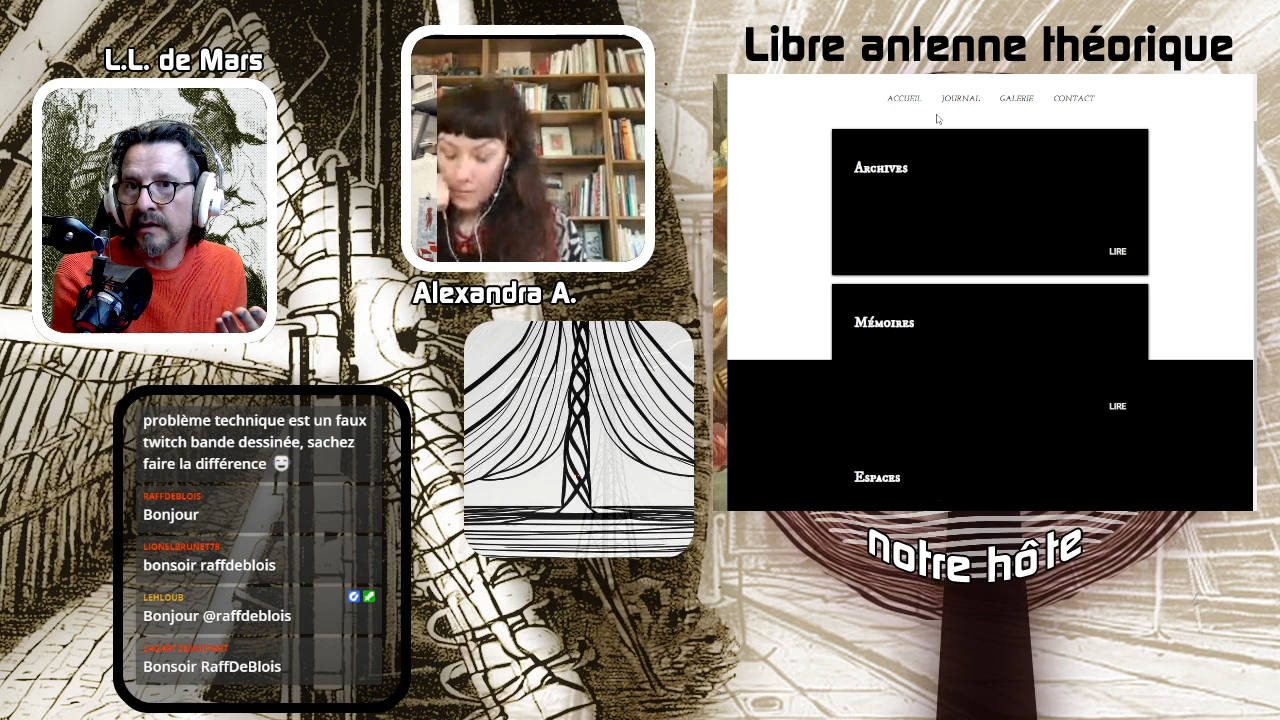 L.L. de Mars
Alexandra A.
Libre antenne théorique
ACCUEIL JOURNAL GALERIE CONTACT
Archives
LIRE
Mémoires
LIRE
Espaces
notre hôte
problème technique est un faux
twitch bande dessinée, sachez
faire la différence
RAFFDEBLOIS
Bonjour
LIONELBRUNET78
bonsoir raffdeblois
LEHLOUB
Bonjour @raffdeblois
Bonsoir RaffDeBlois